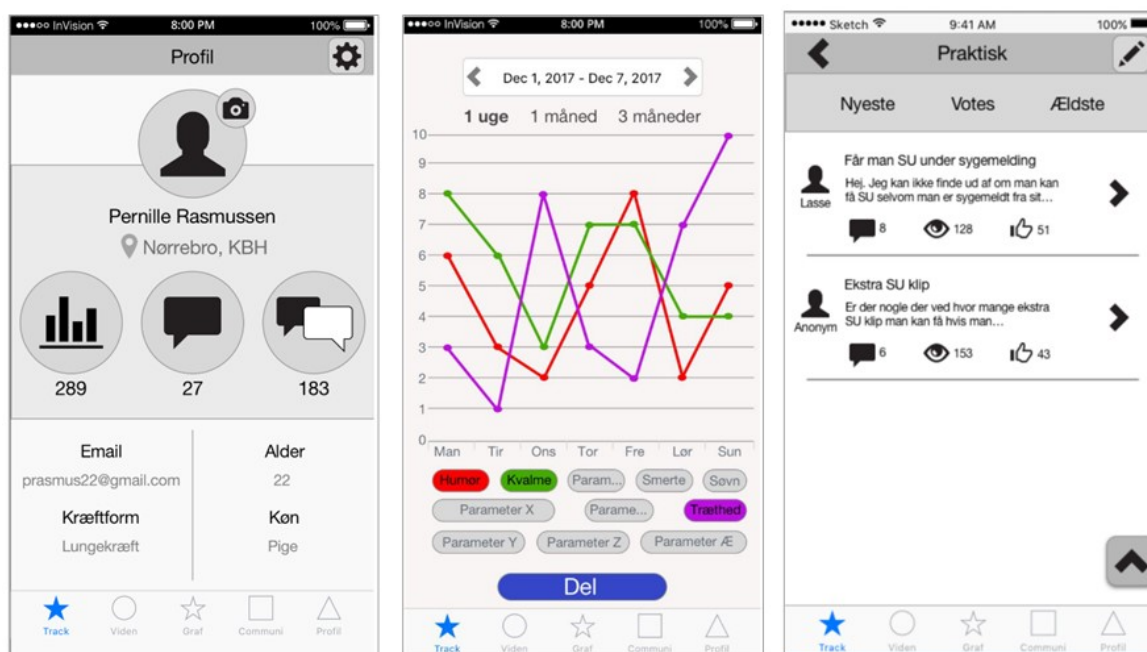 InVision 8:00 PM 100%
Profil
Pernille Rasmussen
Nørrebro, KBH
289 27 183
Email Alder
prasmus22@gmail.com 22
Kræftform Køn
Lungekræft Pige
Track Viden Graf Communi Profil
InVision 8:00 PM 100%
Dec 1, 2017 - Dec 7, 2017
1 uge 1 måned 3 måneder
10
9
8
7
6
5
4
3
2
1
0
Man Tir Ons Tor Fre Lør Sun
Humør Kvalme Param... Smerte Søvn
Parameter X Parame... Træthed
Parameter Y Parameter Z Parameter Æ
Del
Track Viden Graf Communi Profil
Sketch 9:41 AM 100%
Praktisk
Nyeste Votes Ældste
Får man SU under sygemelding
Hej. Jeg kan ikke finde ud af om man kan
få SU selvom man er sygemeldt fra sit...
Lasse
8 128 51
Ekstra SU klip
Er der nogle der ved hvor mange ekstra
SU klip man kan få hvis man...
Anonym
6 153 43
Track Viden Graf Communi Profil